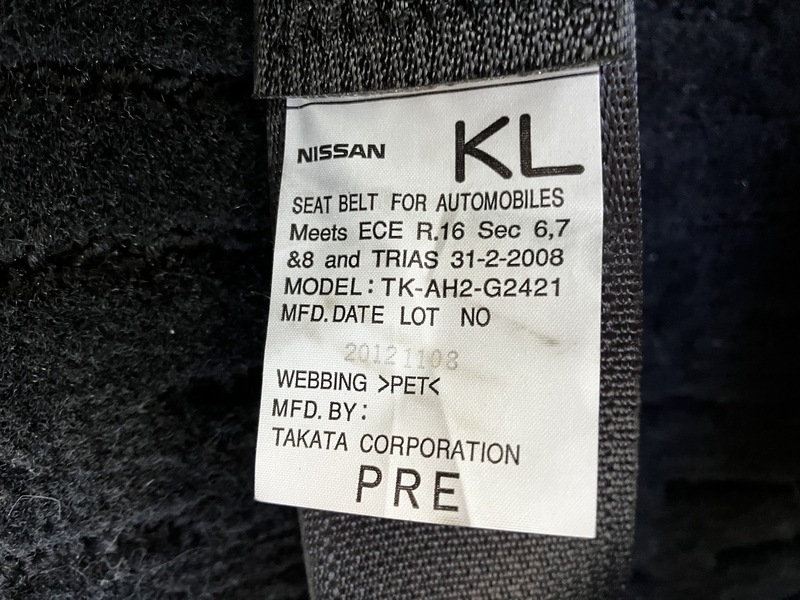 NISSAN KL
SEAT BELT FOR AUTOMOBILES
Meets ECE R.16 Sec 6,7
&8 and TRIAS 31-2-2008
MODEL: TK-AH2-G2421
MFD.DATE LOT NO
20121108
WEBBING >PET<
MFD.BY:
TAKATA CORPORATION
PRE